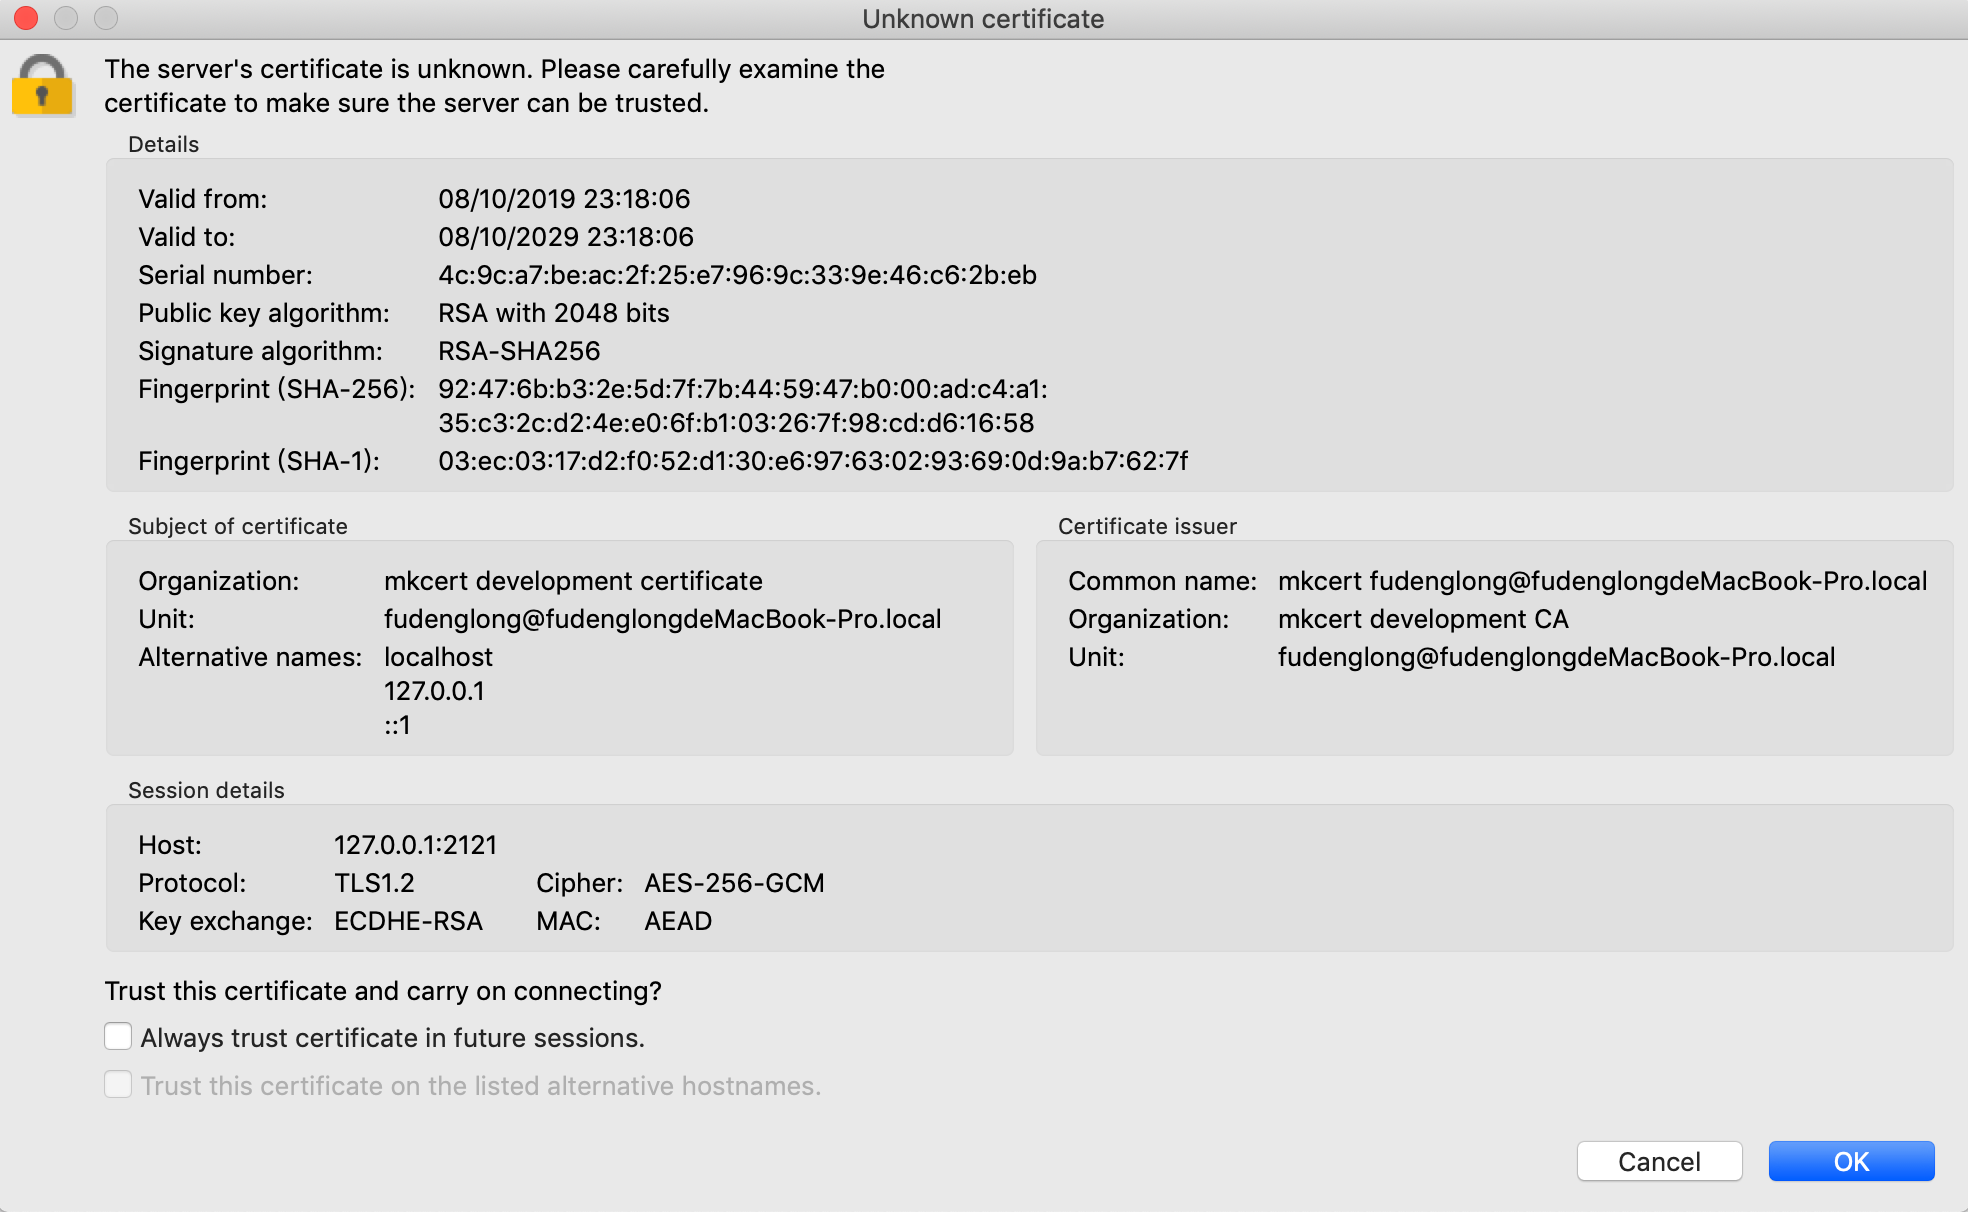 Unknown certificate
The server's certificate is unknown. Please carefully examine the
certificate to make sure the server can be trusted.
Details
Valid from: 08/10/2019 23:18:06
Valid to: 08/10/2029 23:18:06
Serial number: 4c:9c:a7:be:ac:2f:25:e7:96:9c:33:9e:46:c6:2b:eb
Public key algorithm: RSA with 2048 bits
Signature algorithm: RSA-SHA256
Fingerprint (SHA-256): 92:47:6b:b3:2e:5d:7f:7b:44:59:47:b0:00:ad:c4:a1:
35:c3:2c:d2:4e:e0:6f:b1:03:26:7f:98:cd:d6:16:58
Fingerprint (SHA-1): 03:ec:03:17:d2:f0:52:d1:30:e6:97:63:02:93:69:0d:9a:b7:62:7f
Subject of certificate
Organization: mkcert development certificate
Unit: fudenglong@fudenglongdeMacBook-Pro.local
Alternative names: localhost
127.0.0.1
::1
Certificate issuer
Common name: mkcert fudenglong@fudenglongdeMacBook-Pro.local
Organization: mkcert development CA
Unit: fudenglong@fudenglongdeMacBook-Pro.local
Session details
Host: 127.0.0.1:2121
Protocol: TLS1.2 Cipher: AES-256-GCM
Key exchange: ECDHE-RSA MAC: AEAD
Trust this certificate and carry on connecting?
Always trust certificate in future sessions.
Trust this certificate on the listed alternative hostnames.
Cancel OK